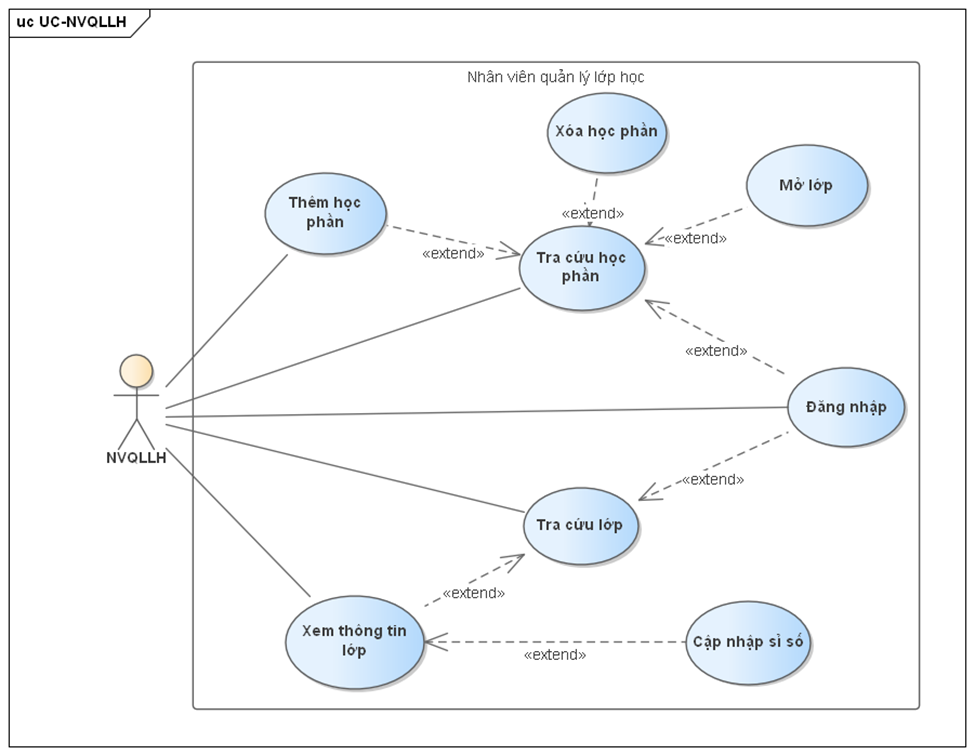 uc UC-NVQLLH
Nhân viên quản lý lớp học
Xóa học phần
Mở lớp
Thêm học
phần
«extend»
«extend»
«extend»
Tra cứu học
phần
«extend»
Đăng nhập
NVQLLH
«extend»
Tra cứu lớp
«extend»
Xem thông tin
lớp
Cập nhập sỉ số
«extend»